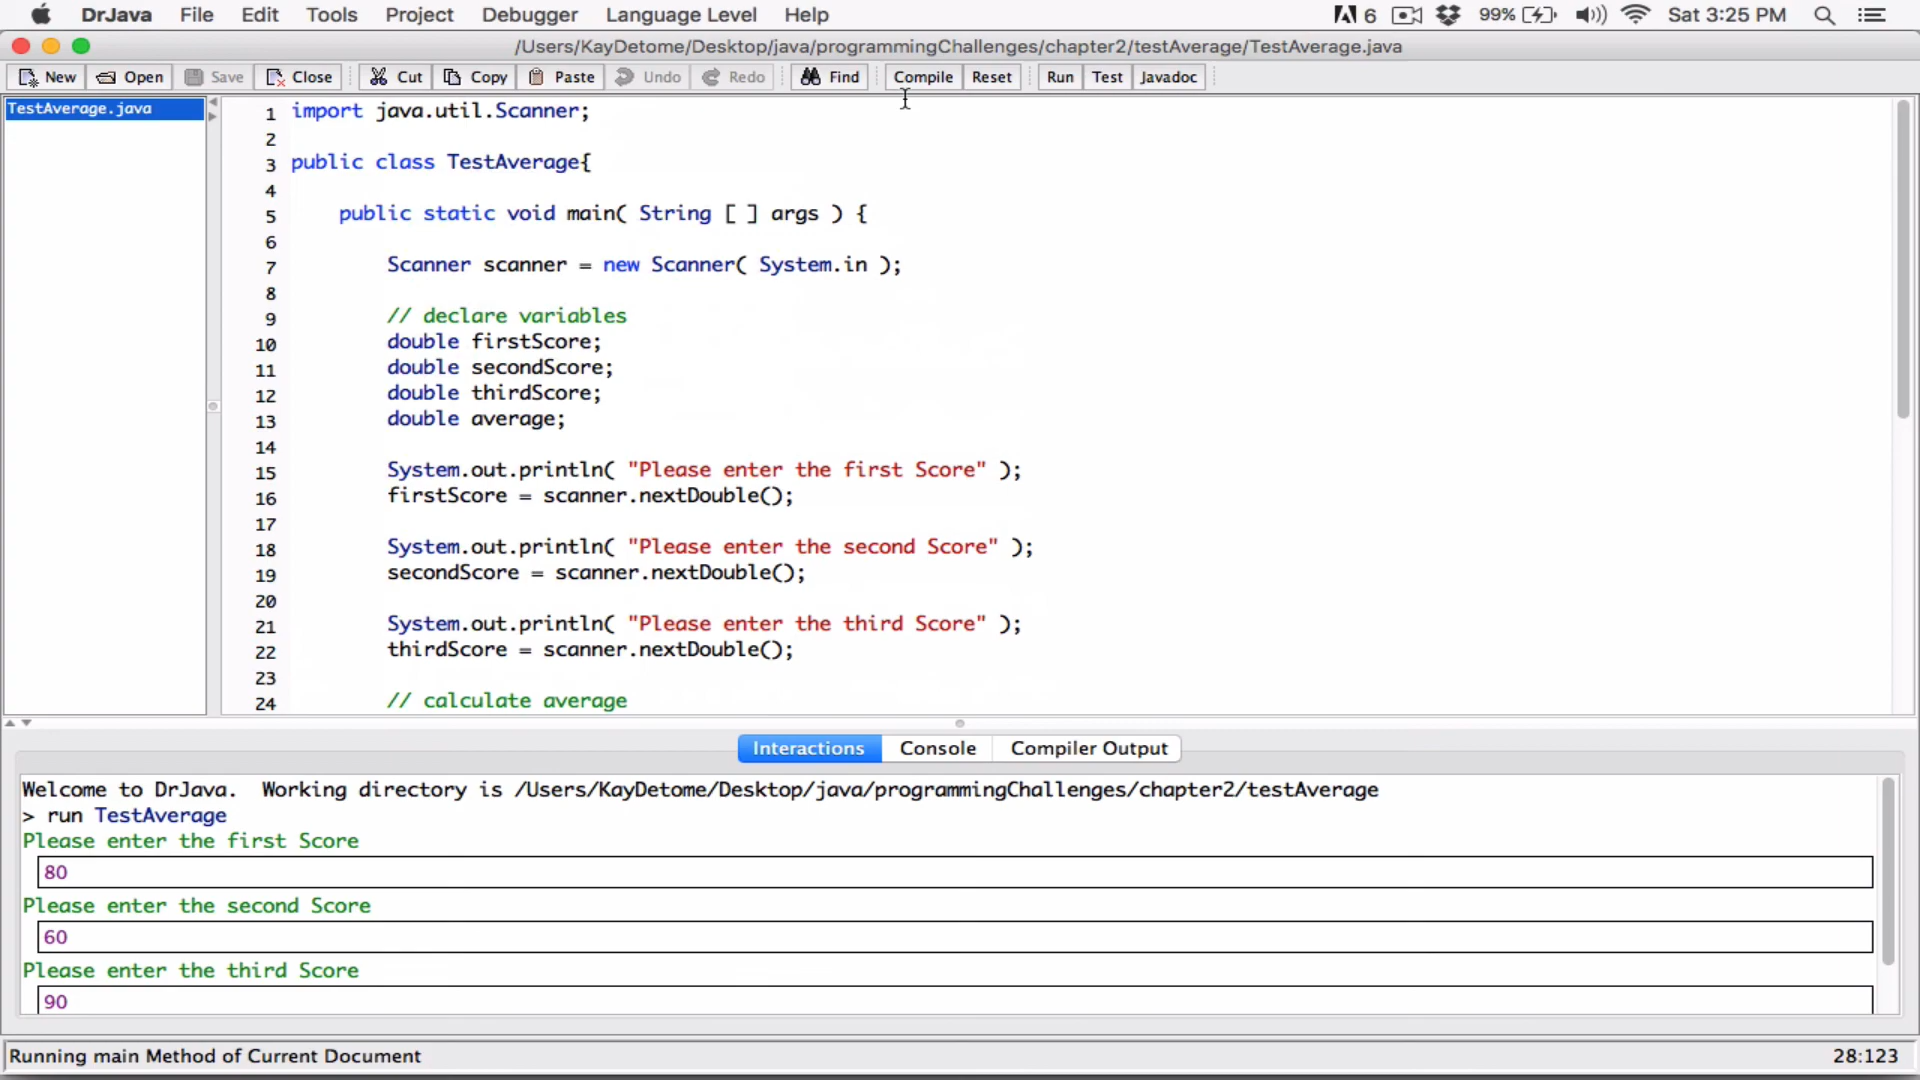 DrJava File Edit Tools Project Debugger Language Level Help 6 99% Sat 3:25 PM
/Users/KayDetome/Desktop/java/programmingChallenges/chapter2/testAverage/TestAverage.java
New Open Save Close Cut Copy Paste Undo Redo Find Compile Reset Run Test Javadoc
TestAverage.java
1 import java.util.Scanner;
2
3 public class TestAverage{
4
5 public static void main( String [ ] args ) {
6
7 Scanner scanner = new Scanner( System.in );
8
9 // declare variables
10 double firstScore;
11 double secondScore;
12 double thirdScore;
13 double average;
14
15 System.out.println( "Please enter the first Score" );
16 firstScore = scanner.nextDouble();
17
18 System.out.println( "Please enter the second Score" );
19 secondScore = scanner.nextDouble();
20
21 System.out.println( "Please enter the third Score" );
22 thirdScore = scanner.nextDouble();
23
24 // calculate average
Interactions Console Compiler Output
Welcome to DrJava. Working directory is /Users/KayDetome/Desktop/java/programmingChallenges/chapter2/testAverage
> run TestAverage
Please enter the first Score
80
Please enter the second Score
60
Please enter the third Score
90
Running main Method of Current Document 28:123